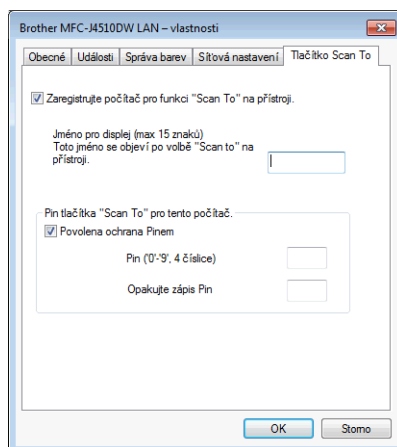 Brother MFC-J4510DW LAN – vlastnosti
Obecné Události Správa barev Síťová nastavení Tlačítko Scan To
Zaregistrujte počítač pro funkci "Scan To" na přístroji.
Jméno pro displej (max 15 znaků)
Toto jméno se objeví po volbě "Scan to" na
přístroji.
Pin tlačítka "Scan To" pro tento počítač.
Povolena ochrana Pinem
Pin ('0'-'9', 4 číslice)
Opakujte zápis Pin
OK Storno